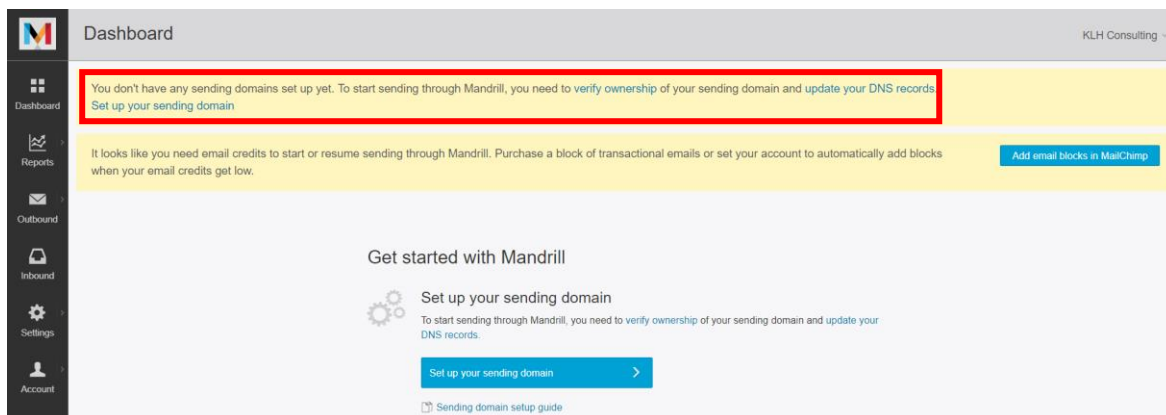 Dashboard
KLH Consulting
Dashboard
Reports
Outbound
Inbound
Settings
Account
You don't have any sending domains set up yet. To start sending through Mandrill, you need to verify ownership of your sending domain and update your DNS records.
Set up your sending domain
It looks like you need email credits to start or resume sending through Mandrill. Purchase a block of transactional emails or set your account to automatically add blocks
when your email credits get low.
Add email blocks in MailChimp
Get started with Mandrill
Set up your sending domain
To start sending through Mandrill, you need to verify ownership of your sending domain and update your
DNS records.
Set up your sending domain
Sending domain setup guide